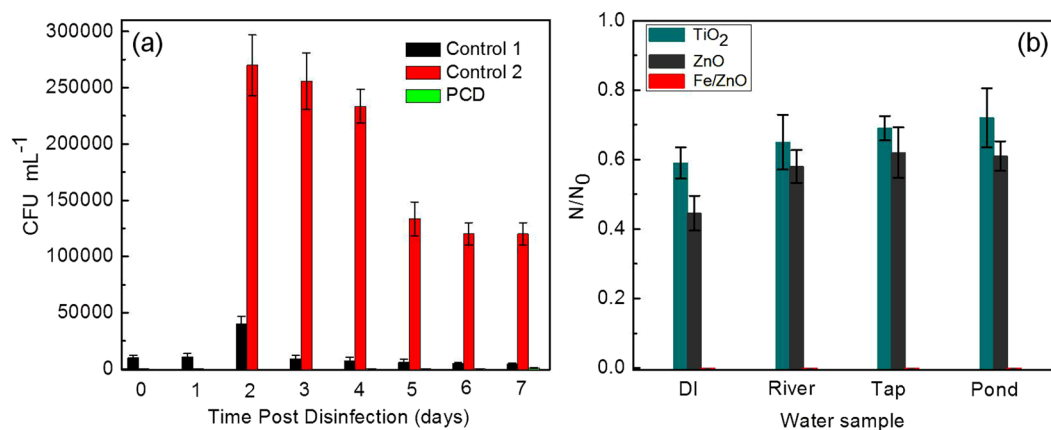 (a)
Control 1
Control 2
PCD
300000
250000
200000
150000
100000
50000
0
CFU mL⁻¹
0 1 2 3 4 5 6 7
Time Post Disinfection (days)
(b)
TiO₂
ZnO
Fe/ZnO
1.0
0.8
0.6
0.4
0.2
0.0
N/N₀
DI River Tap Pond
Water sample